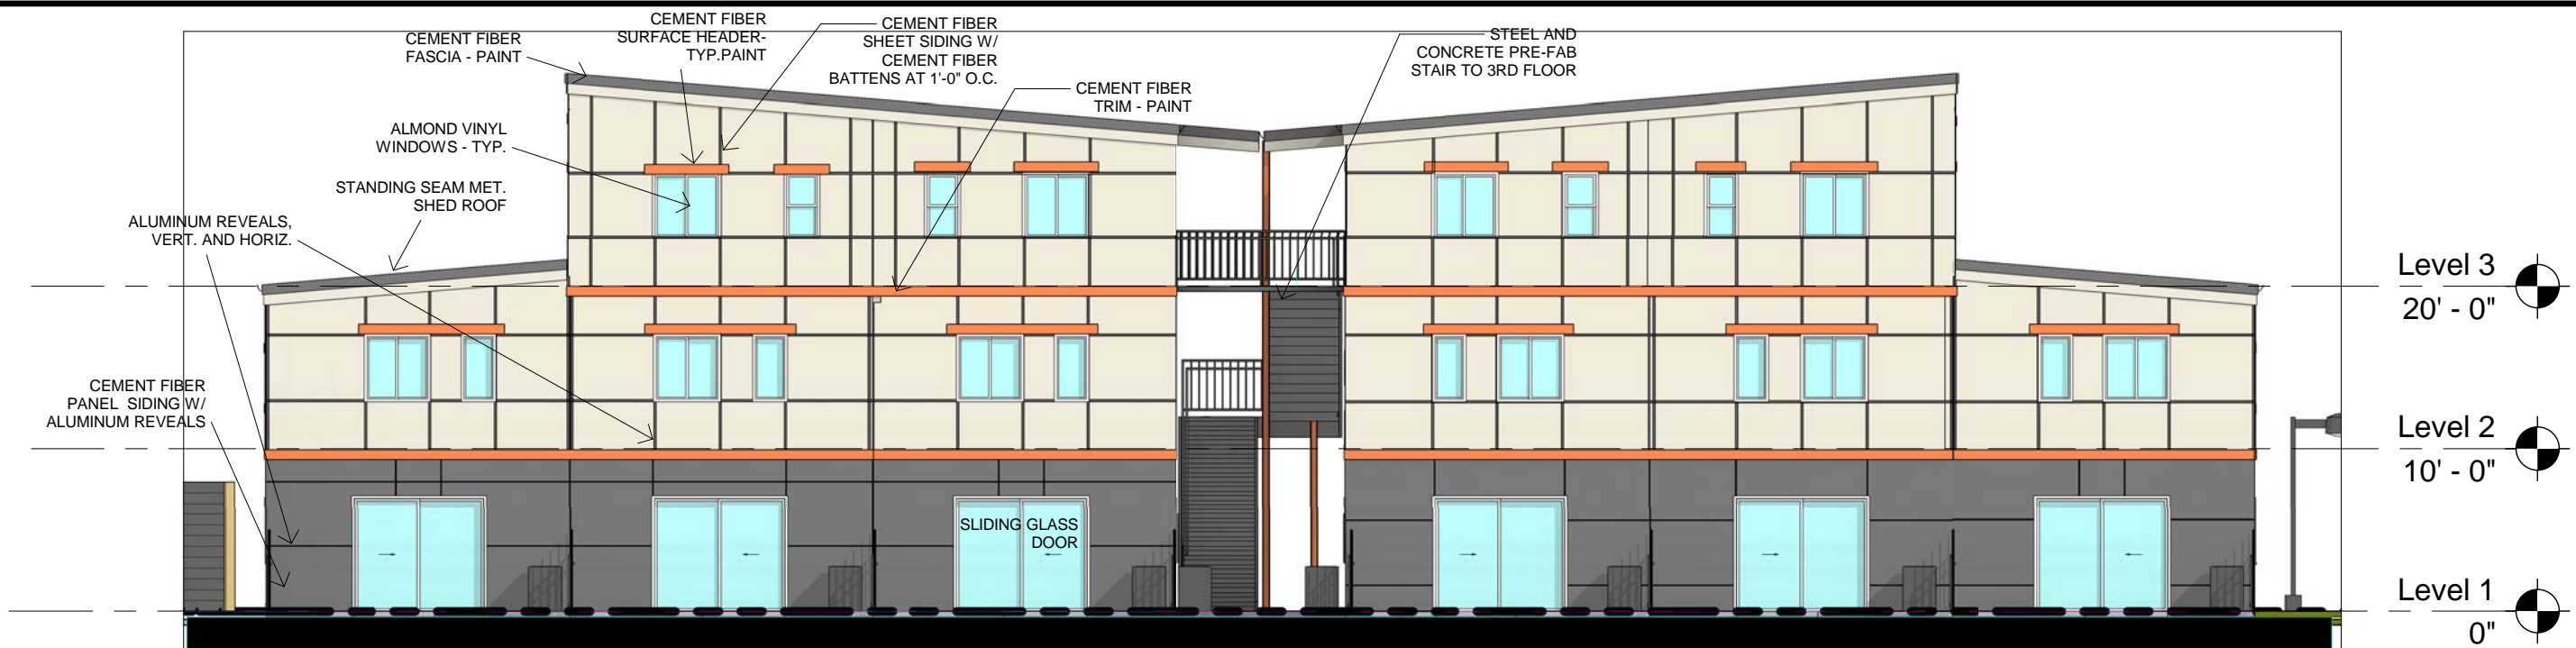 CEMENT FIBER
FASCIA - PAINT
CEMENT FIBER
SURFACE HEADER-
TYP.PAINT
CEMENT FIBER
SHEET SIDING W/
CEMENT FIBER
BATTENS AT 1'-0" O.C.
CEMENT FIBER
TRIM - PAINT
STEEL AND
CONCRETE PRE-FAB
STAIR TO 3RD FLOOR
ALMOND VINYL
WINDOWS - TYP.
STANDING SEAM MET.
SHED ROOF
ALUMINUM REVEALS,
VERT. AND HORIZ.
CEMENT FIBER
PANEL SIDING W/
ALUMINUM REVEALS
SLIDING GLASS
DOOR
Level 3
20' - 0"
Level 2
10' - 0"
Level 1
0"